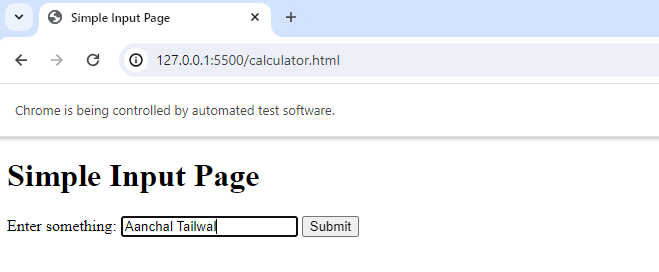 Simple Input Page
127.0.0.1:5500/calculator.html
Chrome is being controlled by automated test software.
Simple Input Page
Enter something: Aanchal Tailwal Submit